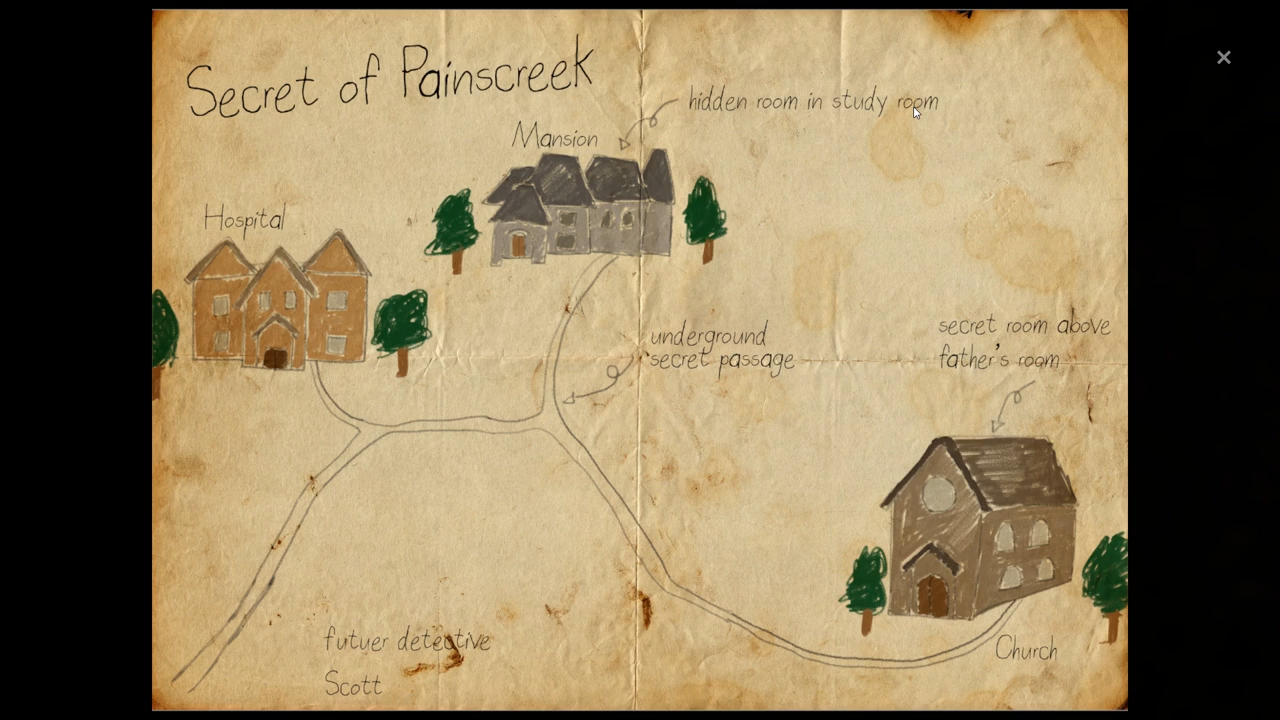 Secret of Painscreek
hidden room in study room
Mansion
Hospital
underground
secret passage
secret room above
father's room
futuer detective
Scott
Church